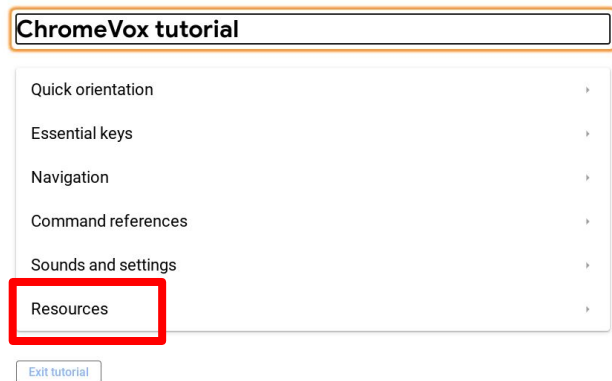 ChromeVox tutorial
Quick orientation
Essential keys
Navigation
Command references
Sounds and settings
Resources
Exit tutorial